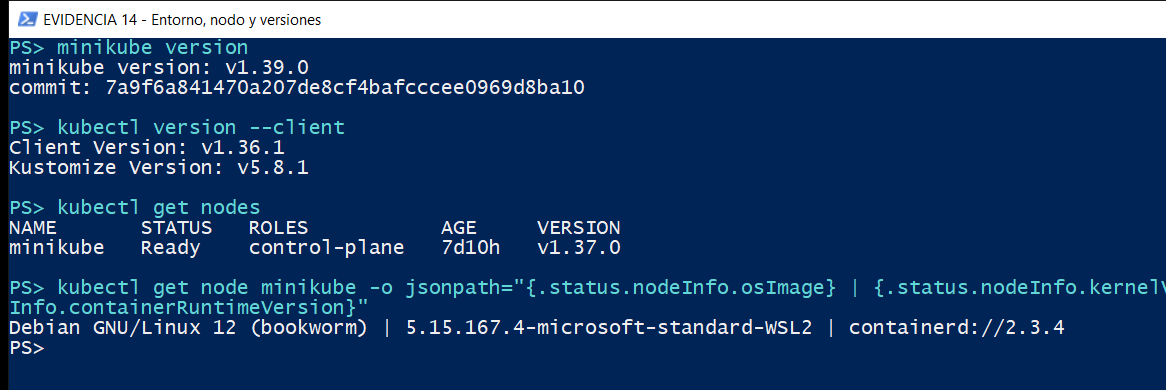 EVIDENCIA 14 - Entorno, nodo y versiones
PS> minikube version
minikube version: v1.39.0
commit: 7a9f6a841470a207de8cf4bafcccee0969d8ba10
PS> kubectl version --client
Client Version: v1.36.1
Kustomize Version: v5.8.1
PS> kubectl get nodes
NAME STATUS ROLES AGE VERSION
minikube Ready control-plane 7d10h v1.37.0
PS> kubectl get node minikube -o jsonpath="{.status.nodeInfo.osImage} | {.status.nodeInfo.kernelV
Info.containerRuntimeVersion}"
Debian GNU/Linux 12 (bookworm) | 5.15.167.4-microsoft-standard-WSL2 | containerd://2.3.4
PS>